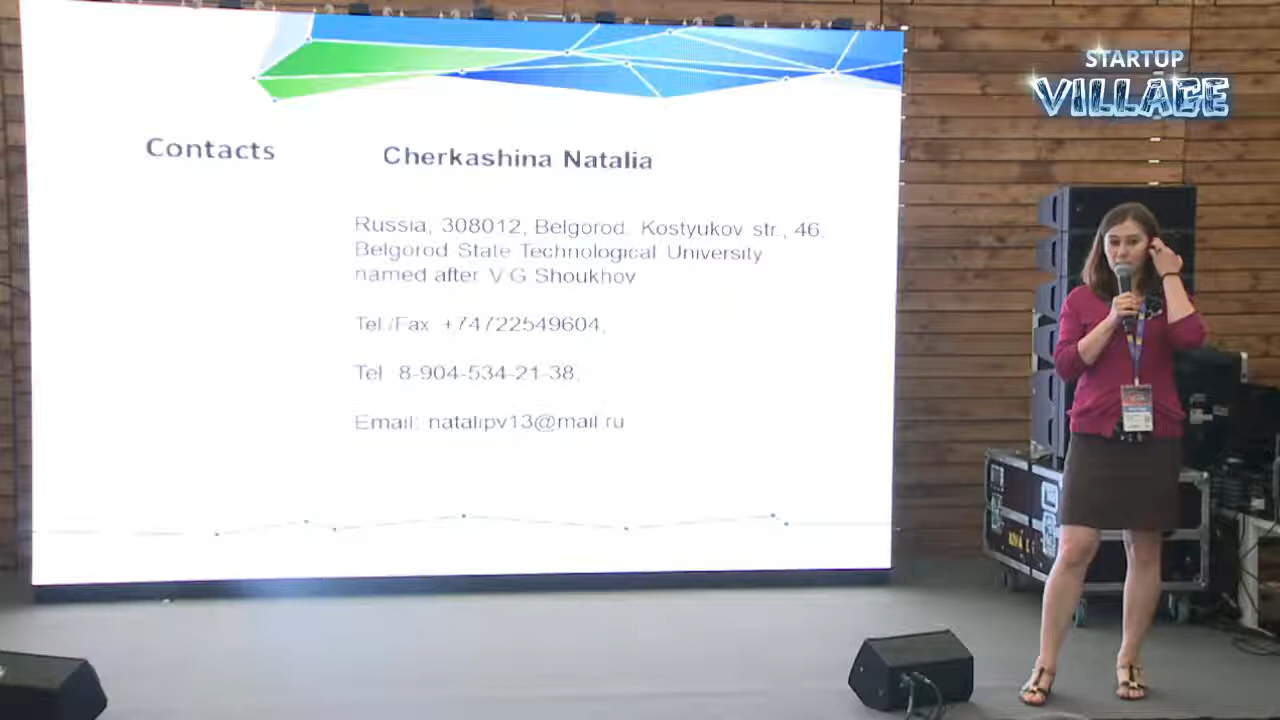 STARTUP
VILLAGE
Contacts
Cherkashina Natalia
Russia, 308012, Belgorod. Kostyukov str., 46,
Belgorod State Technological University
named after V G Shoukhov
Tel./Fax +74722549604,
Tel 8-904-534-21-38,
Email: natalipv13@mail.ru